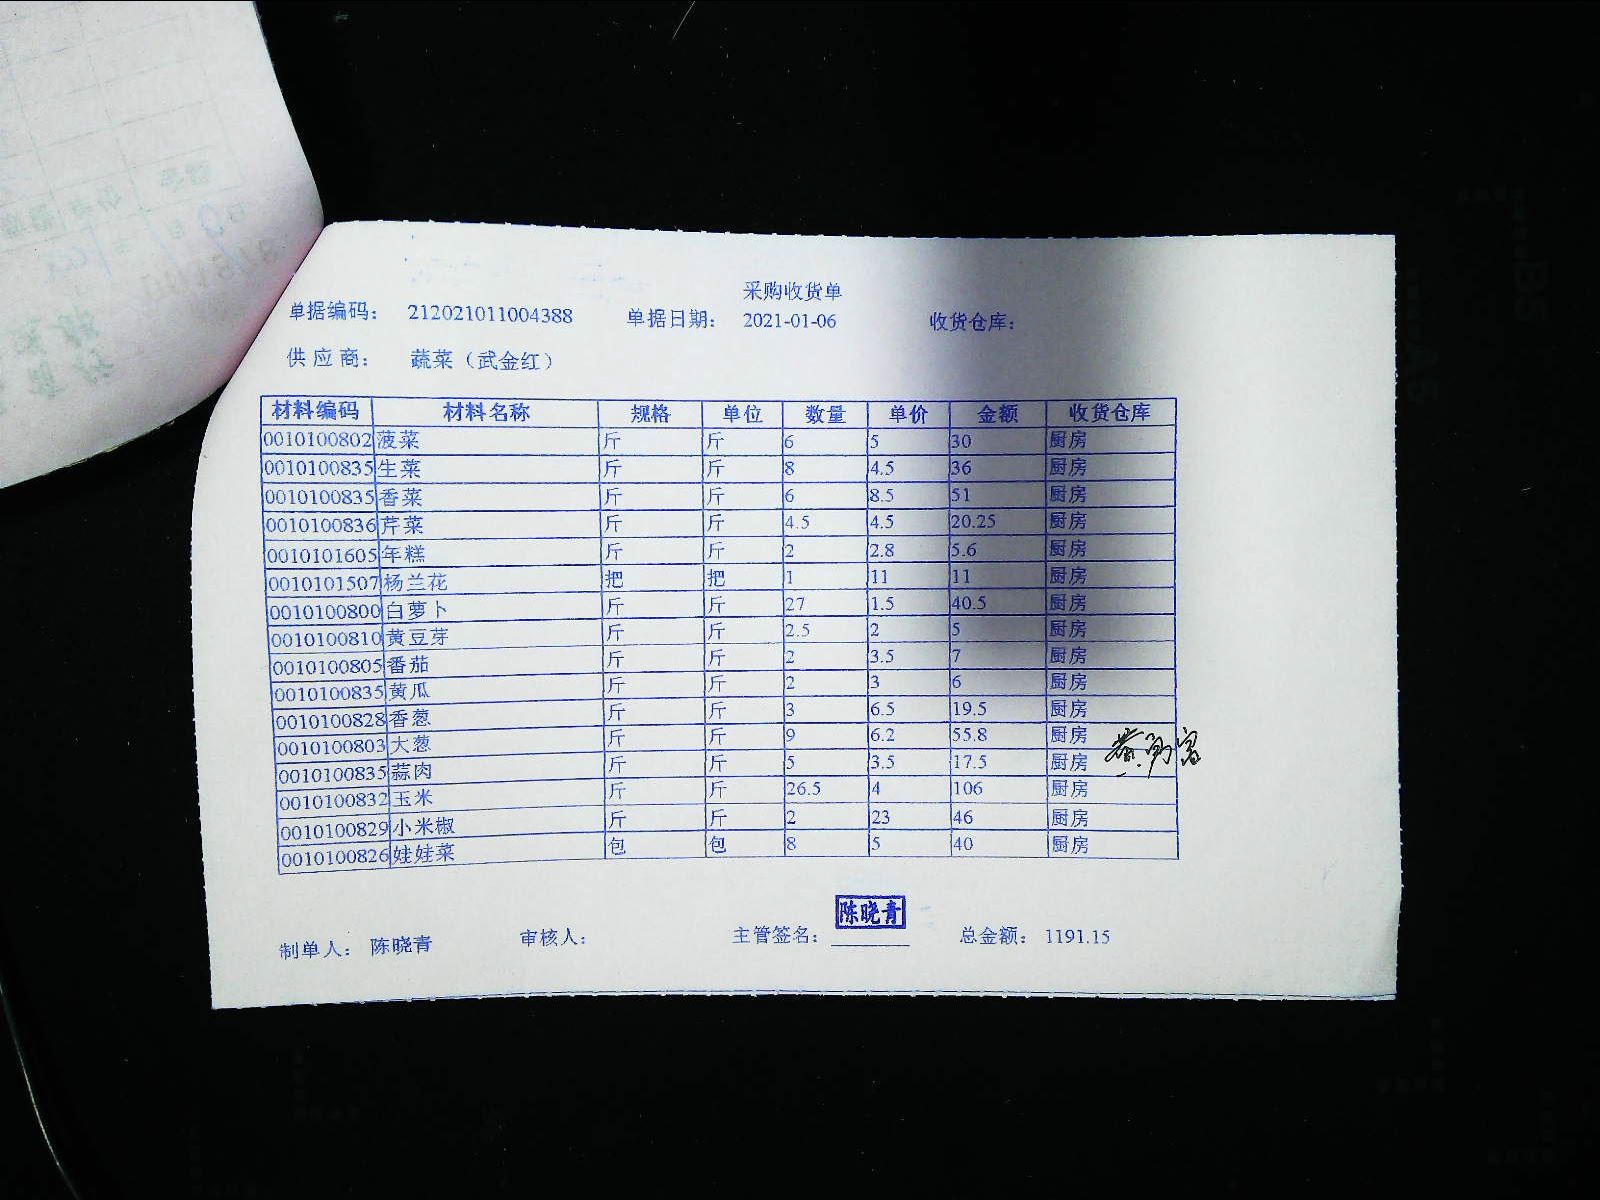 采购收货单
单据编码： 212021011004388 单据日期： 2021-01-06 收货仓库：
供应商： 蔬菜（武金红）
材料编码 材料名称 规格 单位 数量 单价 金额 收货仓库
0010100802 菠菜 斤 斤 6 5 30 厨房
0010100835 生菜 斤 斤 8 4.5 36 厨房
0010100835 香菜 斤 斤 6 8.5 51 厨房
0010100836 芹菜 斤 斤 4.5 4.5 20.25 厨房
0010101605 年糕 斤 斤 2 2.8 5.6 厨房
0010101507 杨兰花 把 把 1 11 11 厨房
0010100800 白萝卜 斤 斤 27 1.5 40.5 厨房
0010100810 黄豆芽 斤 斤 2.5 2 5 厨房
0010100805 番茄 斤 斤 2 3.5 7 厨房
0010100835 黄瓜 斤 斤 2 3 6 厨房
0010100828 香葱 斤 斤 3 6.5 19.5 厨房
0010100803 大葱 斤 斤 9 6.2 55.8 厨房
0010100835 蒜肉 斤 斤 5 3.5 17.5 厨房
0010100832 玉米 斤 斤 26.5 4 106 厨房
0010100829 小米椒 斤 斤 2 23 46 厨房
0010100826 娃娃菜 包 包 8 5 40 厨房
陈晓青
制单人： 陈晓青 审核人： 主管签名： 总金额： 1191.15